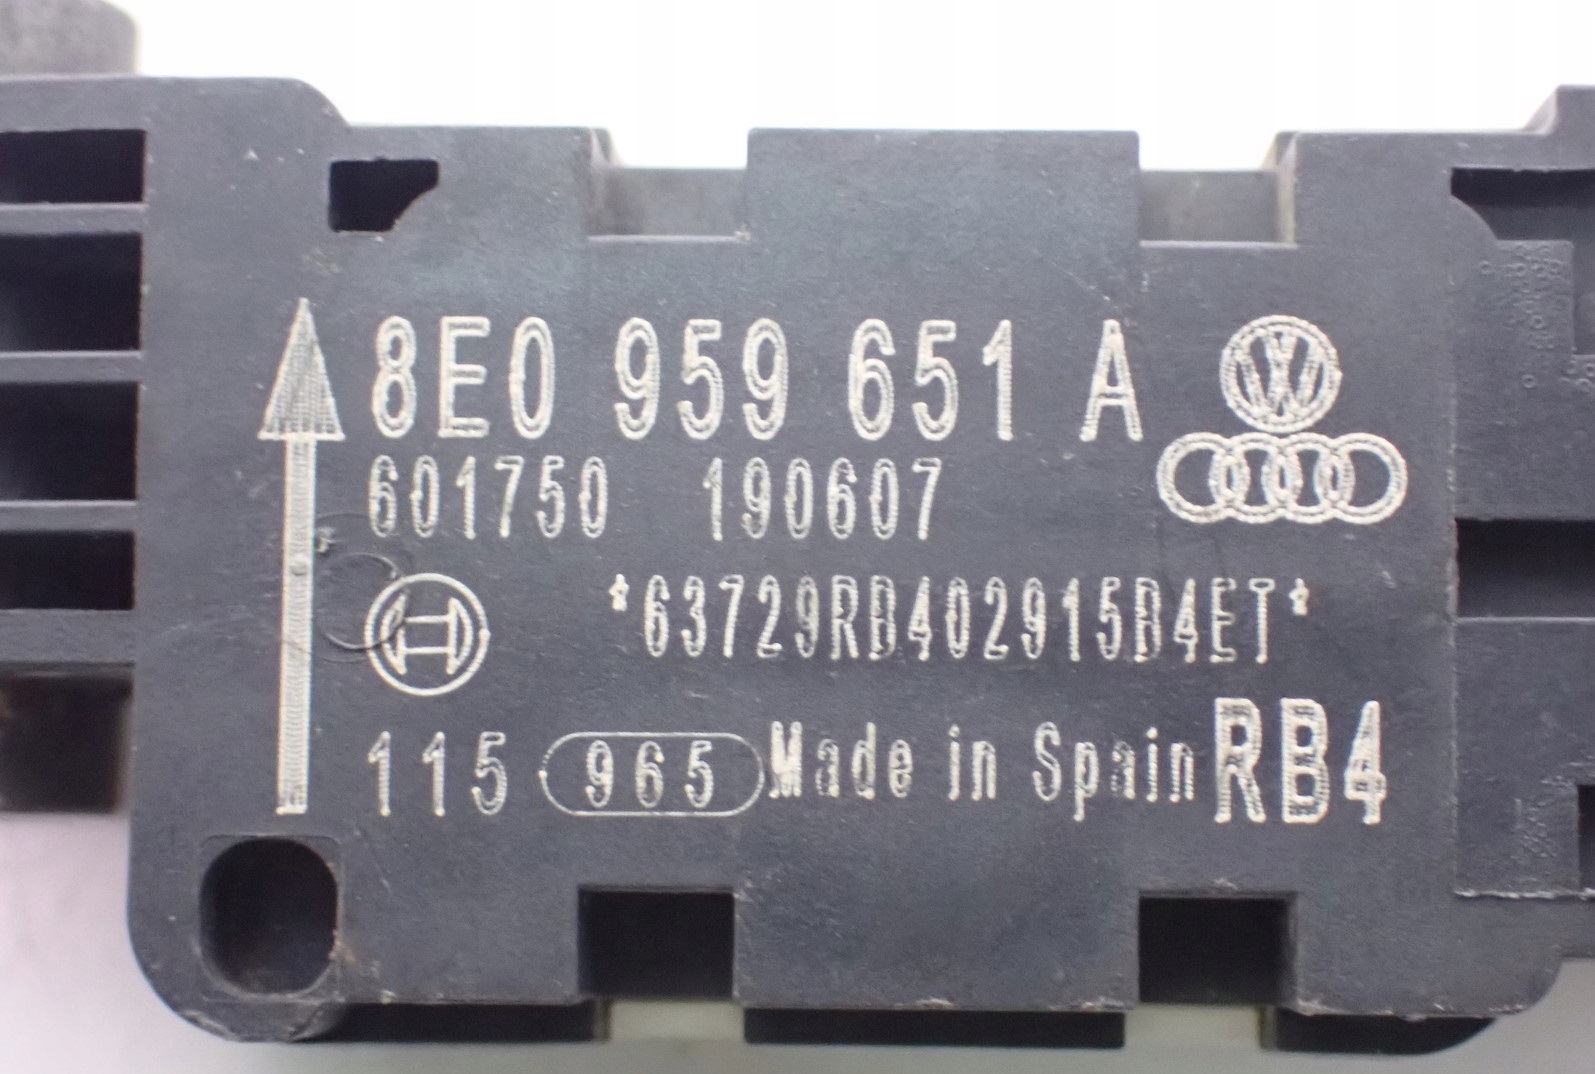 8E0 959 651 A
601750 190607
*63729RB402915B4ET*
115 965 Made in Spain RB4